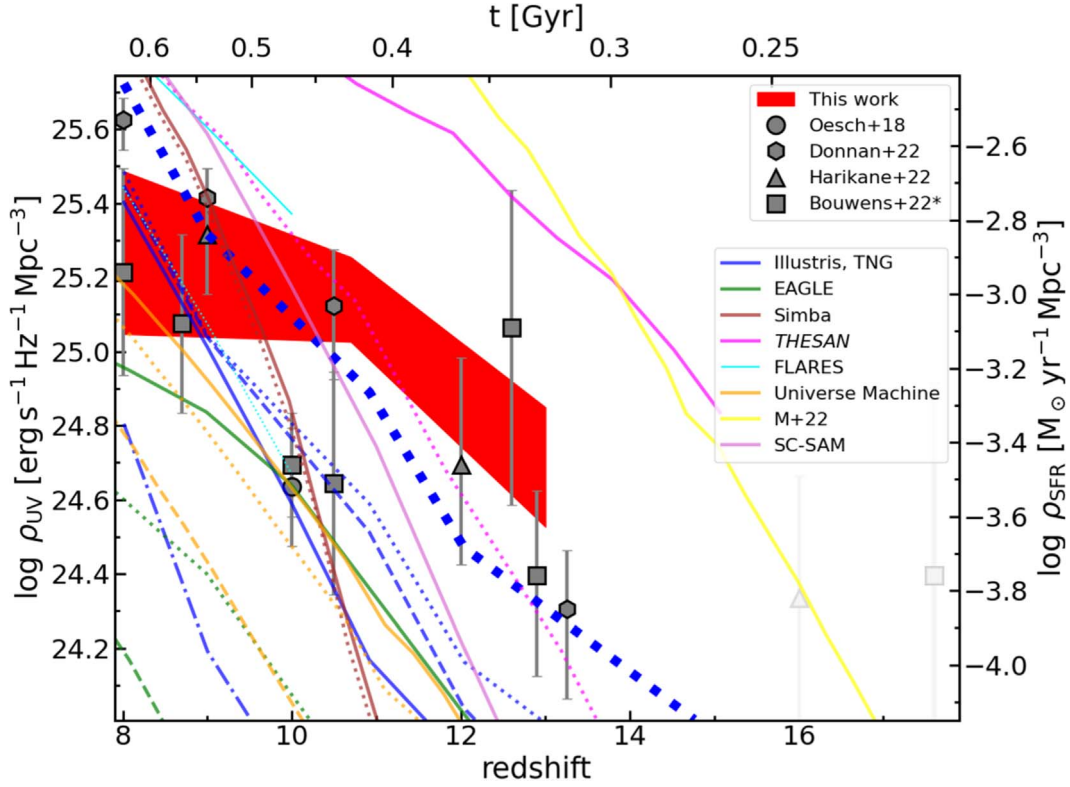 t [Gyr]
0.6 0.5 0.4 0.3 0.25
log ρUV [erg s−1 Hz−1 Mpc−3]
25.6
25.4
25.2
25.0
24.8
24.6
24.4
24.2
This work
Oesch+18
Donnan+22
Harikane+22
Bouwens+22*
Illustris, TNG
EAGLE
Simba
THESAN
FLARES
Universe Machine
M+22
SC-SAM
−2.6
−2.8
−3.0
−3.2
−3.4
−3.6
−3.8
−4.0
log ρSFR [M⊙ yr−1 Mpc−3]
8 10 12 14 16
redshift